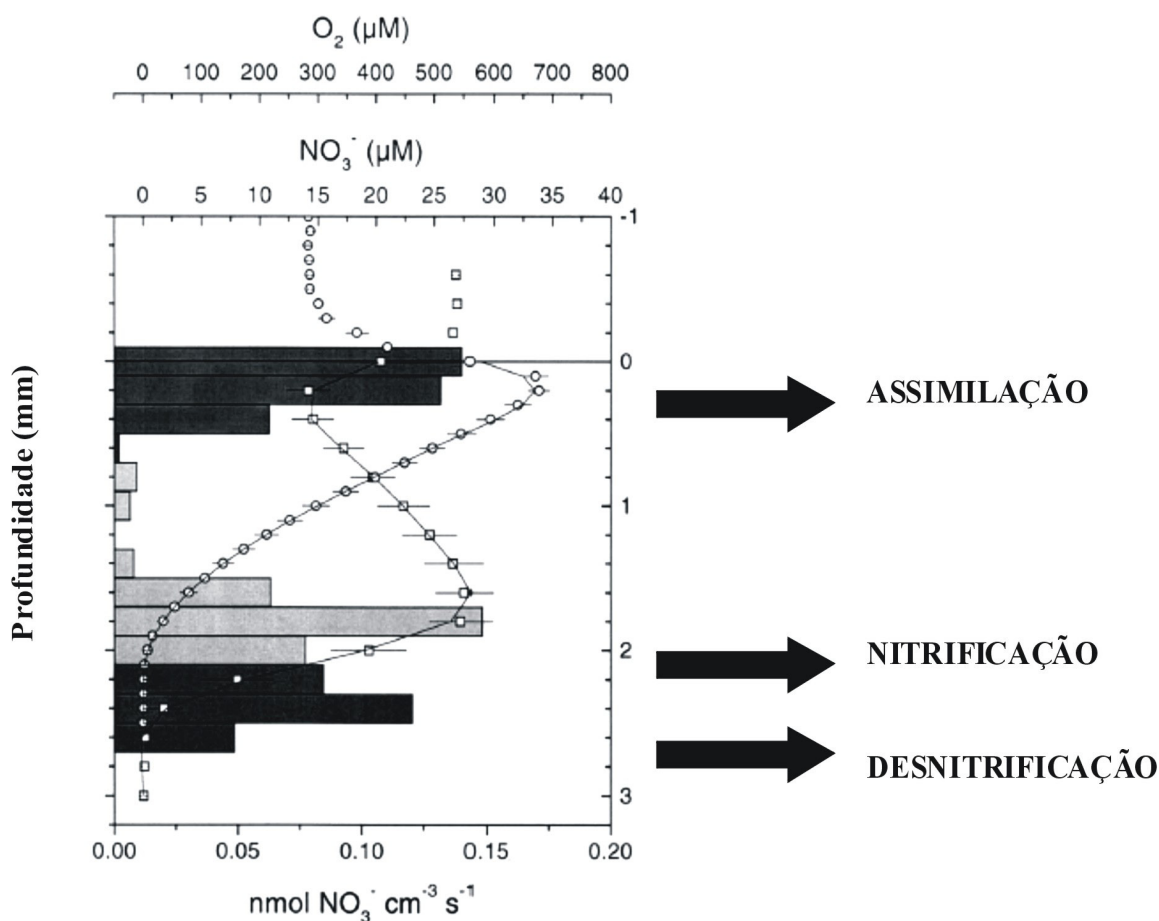 O₂ (µM)
0 100 200 300 400 500 600 700 800
NO₃⁻ (µM)
0 5 10 15 20 25 30 35 40
-1
0
1
2
3
Profundidade (mm)
ASSIMILAÇÃO
NITRIFICAÇÃO
DESNITRIFICAÇÃO
0.00 0.05 0.10 0.15 0.20
nmol NO₃⁻ cm⁻³ s⁻¹